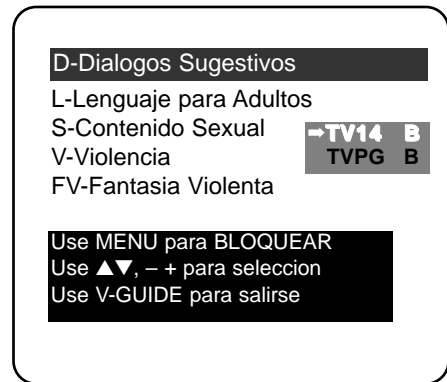 D-Dialogos Sugestivos
L-Lenguaje para Adultos
S-Contenido Sexual
➡TV14 B
V-Violencia
TVPG B
FV-Fantasia Violenta
Use MENU para BLOQUEAR
Use ▲▼, – + para seleccion
Use V-GUIDE para salirse